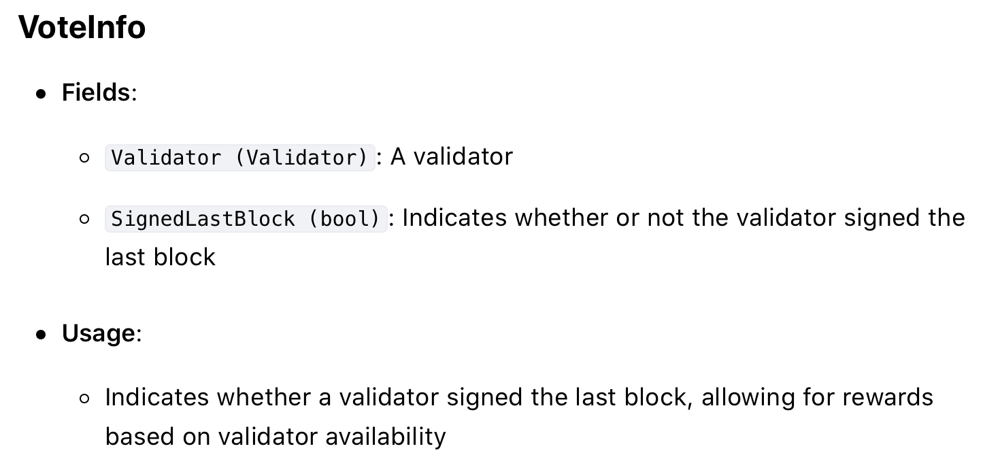 VoteInfo
Fields:
Validator (Validator): A validator
SignedLastBlock (bool): Indicates whether or not the validator signed the
last block
Usage:
Indicates whether a validator signed the last block, allowing for rewards
based on validator availability